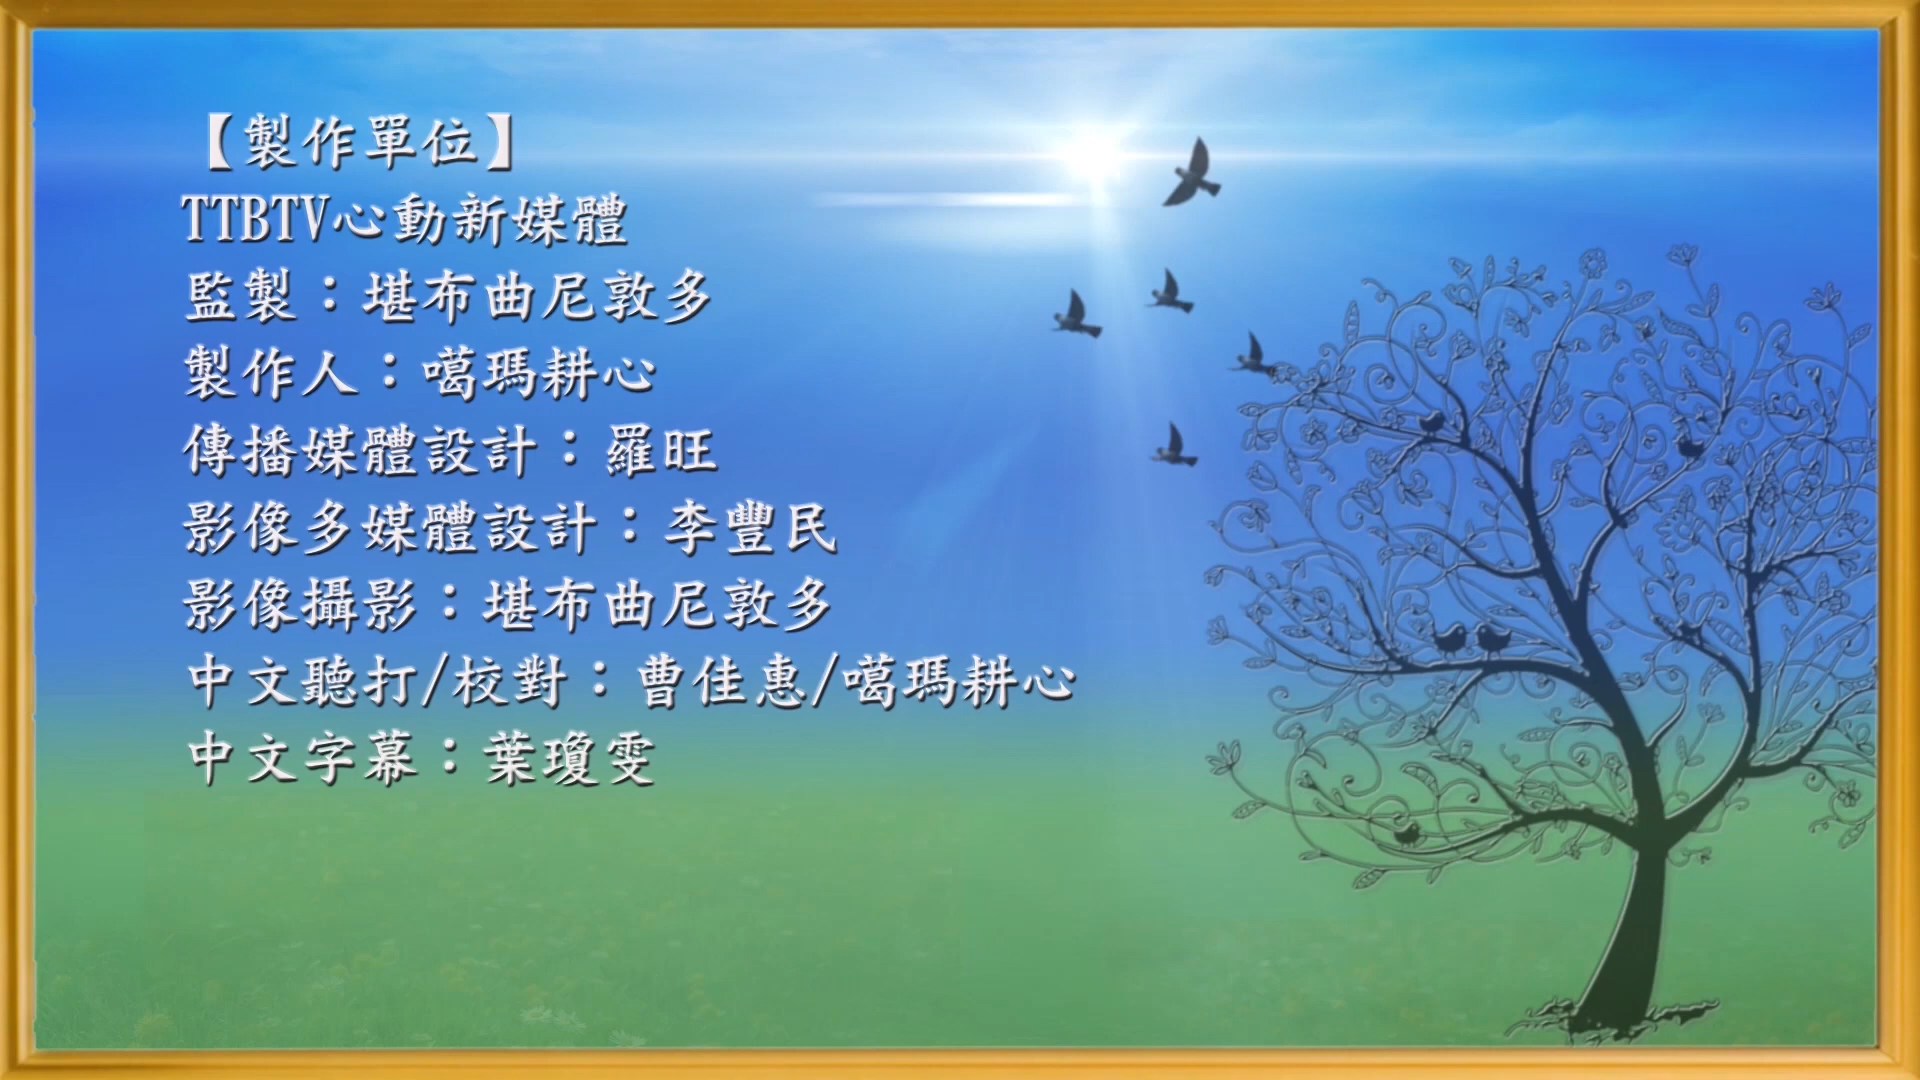 【製作單位】
TTBTV心動新媒體
監製：堪布曲尼敦多
製作人：噶瑪耕心
傳播媒體設計：羅旺
影像多媒體設計：李豐民
影像攝影：堪布曲尼敦多
中文聽打/校對：曹佳惠/噶瑪耕心
中文字幕：葉瓊雯